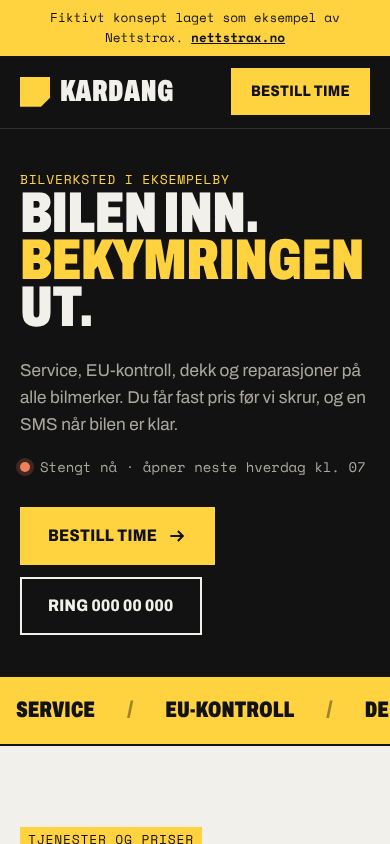 Fiktivt konsept laget som eksempel av
Nettstrax. nettstrax.no
KARDANG
BESTILL TIME
BILVERKSTED I EKSEMPELBY
BILEN INN.
BEKYMRINGEN
UT.
Service, EU-kontroll, dekk og reparasjoner på
alle bilmerker. Du får fast pris før vi skrur, og en
SMS når bilen er klar.
Stengt nå · åpner neste hverdag kl. 07
BESTILL TIME →
RING 000 00 000
SERVICE / EU-KONTROLL / DE
TJENESTER OG PRISER